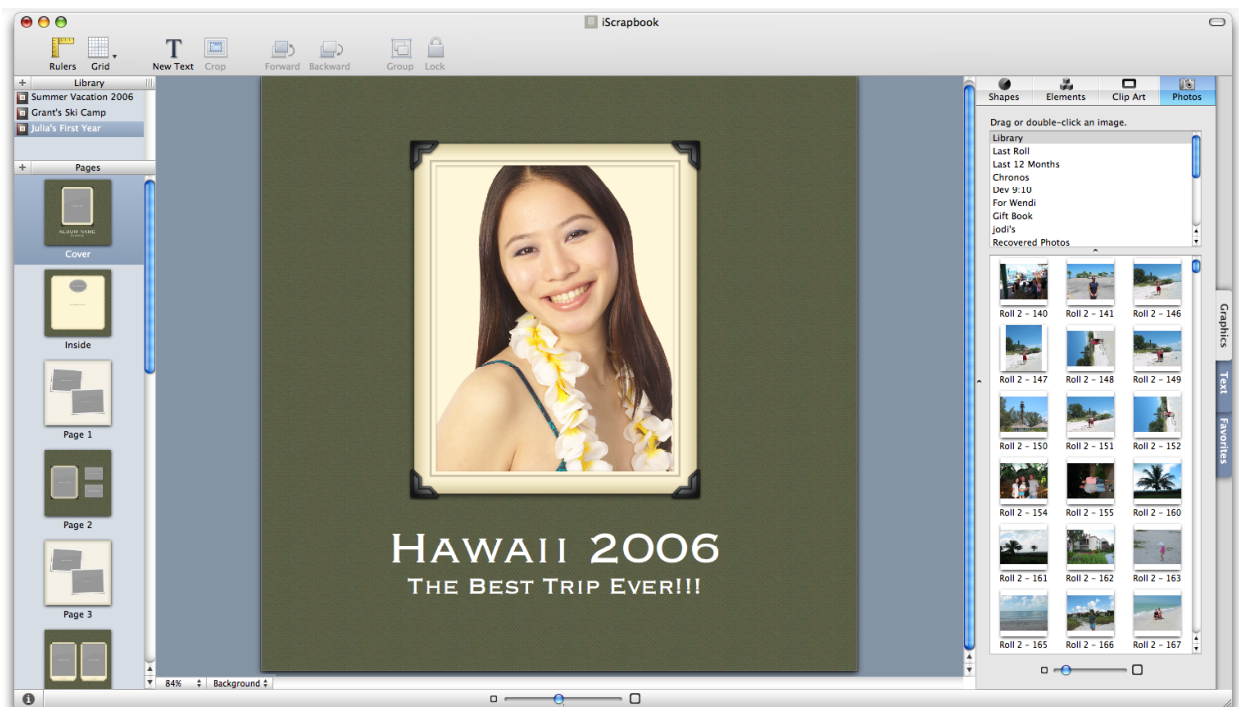 iScrapbook
Rulers Grid New Text Crop Forward Backward Group Lock
+ Library
Summer Vacation 2006
Grant's Ski Camp
Julia's First Year
+ Pages
ALBUM NAME
Cover
Inside
Page 1
Page 2
Page 3
HAWAII 2006
THE BEST TRIP EVER!!!
84% Background
Shapes Elements Clip Art Photos
Drag or double-click an image.
Library
Last Roll
Last 12 Months
Chronos
Dev 9:10
For Wendi
Gift Book
jodi's
Recovered Photos
Roll 2 - 140 Roll 2 - 141 Roll 2 - 146
Roll 2 - 147 Roll 2 - 148 Roll 2 - 149
Roll 2 - 150 Roll 2 - 151 Roll 2 - 152
Roll 2 - 154 Roll 2 - 155 Roll 2 - 160
Roll 2 - 161 Roll 2 - 162 Roll 2 - 163
Roll 2 - 165 Roll 2 - 166 Roll 2 - 167
Graphics
Text
Favorites